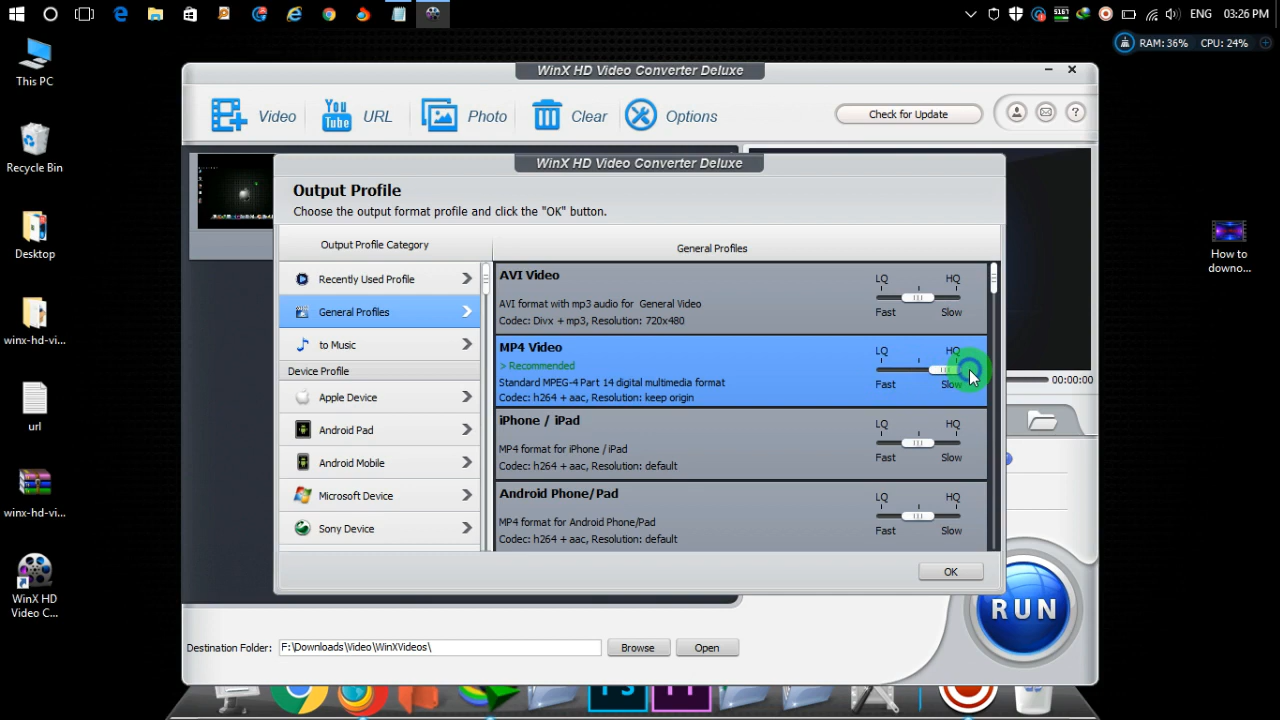 ENG 03:26 PM
RAM: 36% CPU: 24%
This PC
Recycle Bin
Desktop
winx-hd-vi...
url
winx-hd-vi...
WinX HD
Video C...
How to
downo...
WinX HD Video Converter Deluxe
Video
You
Tube
URL
Photo
Clear
Options
Check for Update
?
WinX HD Video Converter Deluxe
Output Profile
Choose the output format profile and click the "OK" button.
Output Profile Category
General Profiles
Recently Used Profile
General Profiles
to Music
Device Profile
Apple Device
Android Pad
Android Mobile
Microsoft Device
Sony Device
AVI Video
AVI format with mp3 audio for General Video
Codec: Divx + mp3, Resolution: 720x480
LQ HQ
Fast Slow
MP4 Video
> Recommended
Standard MPEG-4 Part 14 digital multimedia format
Codec: h264 + aac, Resolution: keep origin
LQ HQ
Fast Slow
iPhone / iPad
MP4 format for iPhone / iPad
Codec: h264 + aac, Resolution: default
LQ HQ
Fast Slow
Android Phone/Pad
MP4 format for Android Phone/Pad
Codec: h264 + aac, Resolution: default
LQ HQ
Fast Slow
OK
00:00:00
RUN
Destination Folder: F:\Downloads\Video\WinXVideos\ Browse Open